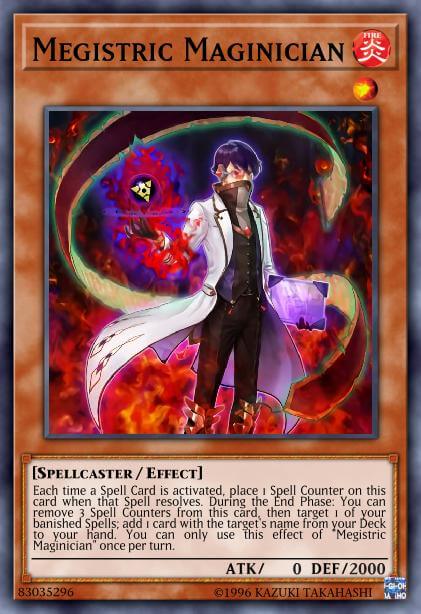 MEGISTRIC MAGINICIAN
FIRE
炎
[SPELLCASTER / EFFECT]
Each time a Spell Card is activated, place 1 Spell Counter on this
card when that Spell resolves. During the End Phase: You can
remove 3 Spell Counters from this card, then target 1 of your
banished Spells; add 1 card with the target's name from your Deck
to your hand. You can only use this effect of "Megistric
Maginician" once per turn.
ATK/ 0 DEF/2000
83035296
©1996 KAZUKI TAKAHASHI